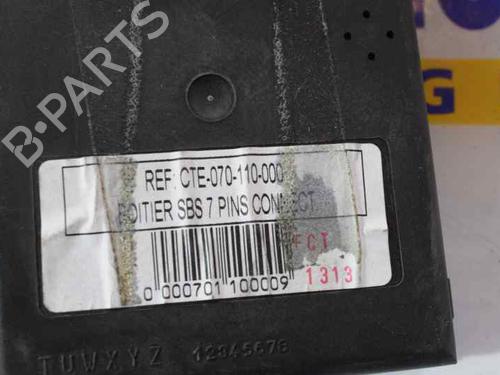 G
B-PARTS
REF: CTE-070-110-000
BOITIER SBS 7 PINS CONNECT
FCT
1313
0 000701 100009
TUWXYZ 12345678